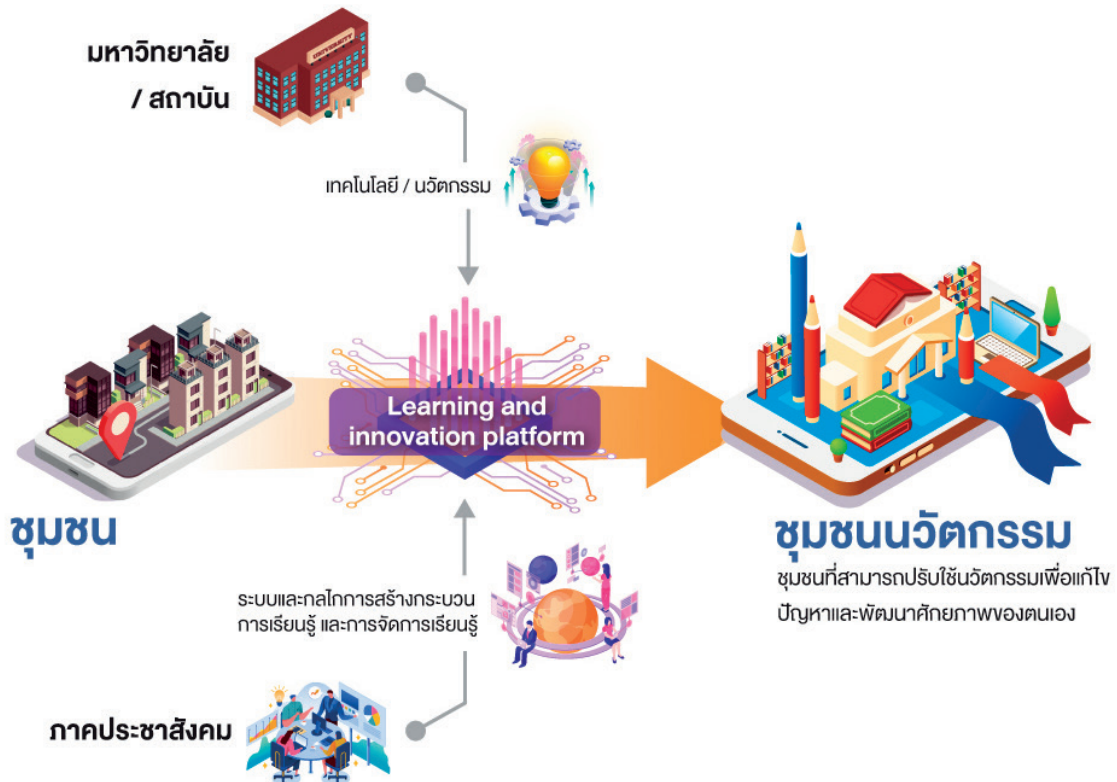 มหาวิทยาลัย
/ สถาบัน
UNIVERSITY
เทคโนโลยี / นวัตกรรม
Learning and
innovation platform
ชุมชน
ชุมชนนวัตกรรม
ชุมชนที่สามารถปรับใช้นวัตกรรมเพื่อแก้ไข
ปัญหาและพัฒนาศักยภาพของตนเอง
ระบบและกลไกการสร้างกระบวน
การเรียนรู้ และการจัดการเรียนรู้
ภาคประชาสังคม